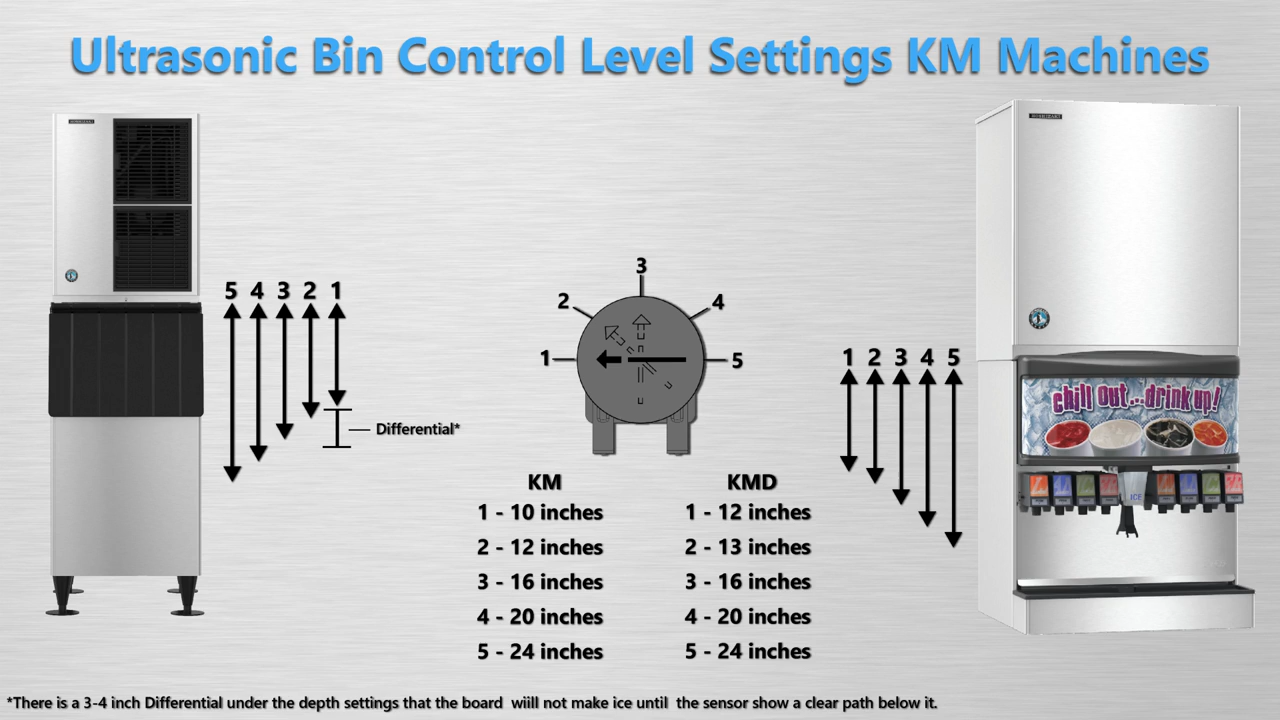 Ultrasonic Bin Control Level Settings KM Machines
HOSHIZAKI
HOSHIZAKI
5 4 3 2 1
Differential*
3
2
4
1
5
1 2 3 4 5
chill out...drink up!
ICE
KM
1 - 10 inches
2 - 12 inches
3 - 16 inches
4 - 20 inches
5 - 24 inches
KMD
1 - 12 inches
2 - 13 inches
3 - 16 inches
4 - 20 inches
5 - 24 inches
*There is a 3-4 inch Differential under the depth settings that the board wiill not make ice until the sensor show a clear path below it.